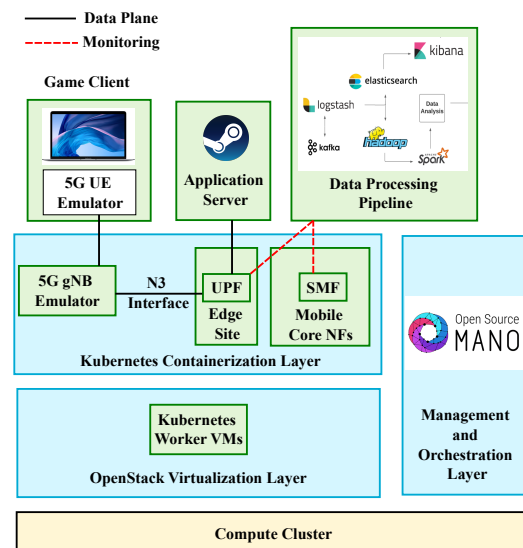 Data Plane
Monitoring
Game Client
5G UE
Emulator
Application
Server
kibana
elasticsearch
logstash
kafka
hadoop
Data
Analysis
Spark
Data Processing
Pipeline
5G gNB
Emulator
N3
Interface
UPF
Edge
Site
SMF
Mobile
Core NFs
Kubernetes Containerization Layer
Open Source
MANO
Management
and
Orchestration
Layer
Kubernetes
Worker VMs
OpenStack Virtualization Layer
Compute Cluster